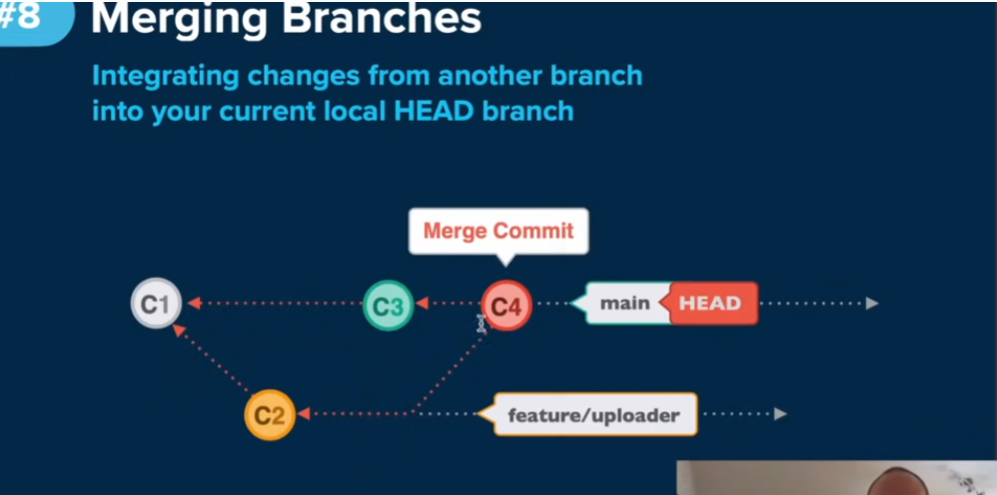 #8
Merging Branches
Integrating changes from another branch
into your current local HEAD branch
Merge Commit
C1
C3
C4
main
HEAD
C2
feature/uploader